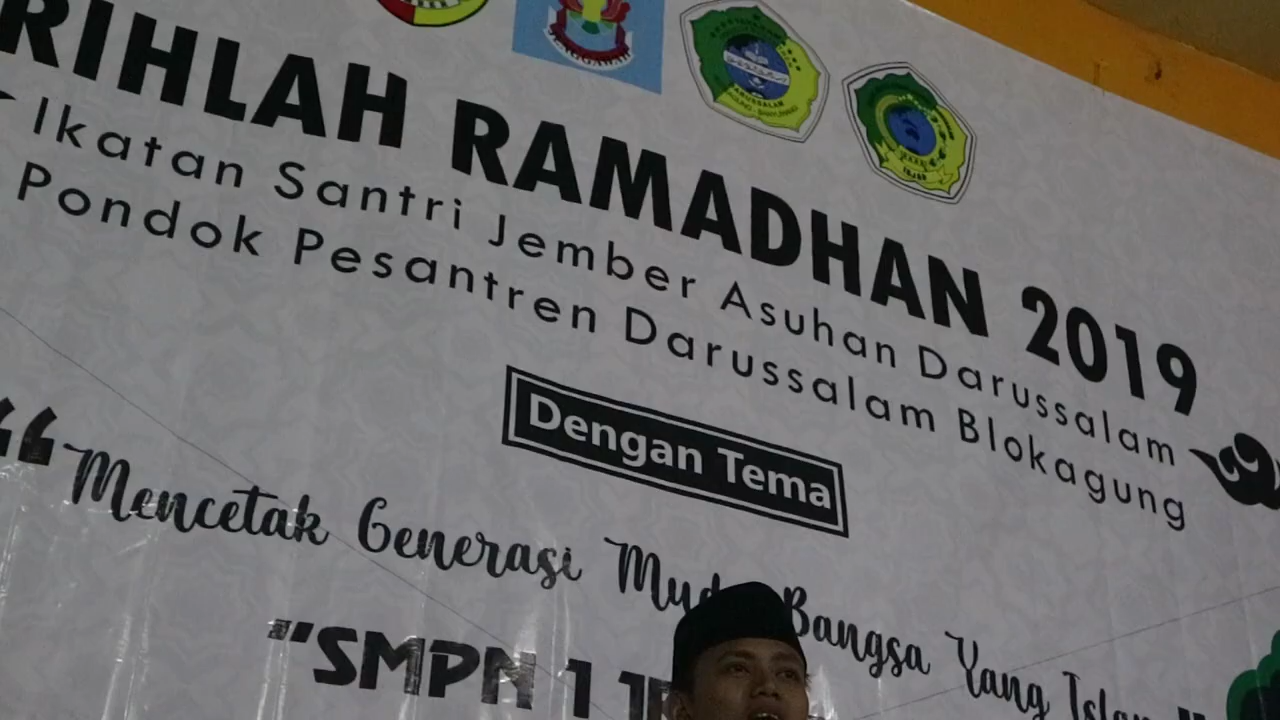 RIHLAH RAMADHAN 2019
Ikatan Santri Jember Asuhan Darussalam
Pondok Pesantren Darussalam Blokagung
Dengan Tema
“Mencetak Generasi Bangsa Yang
"SMPN 1